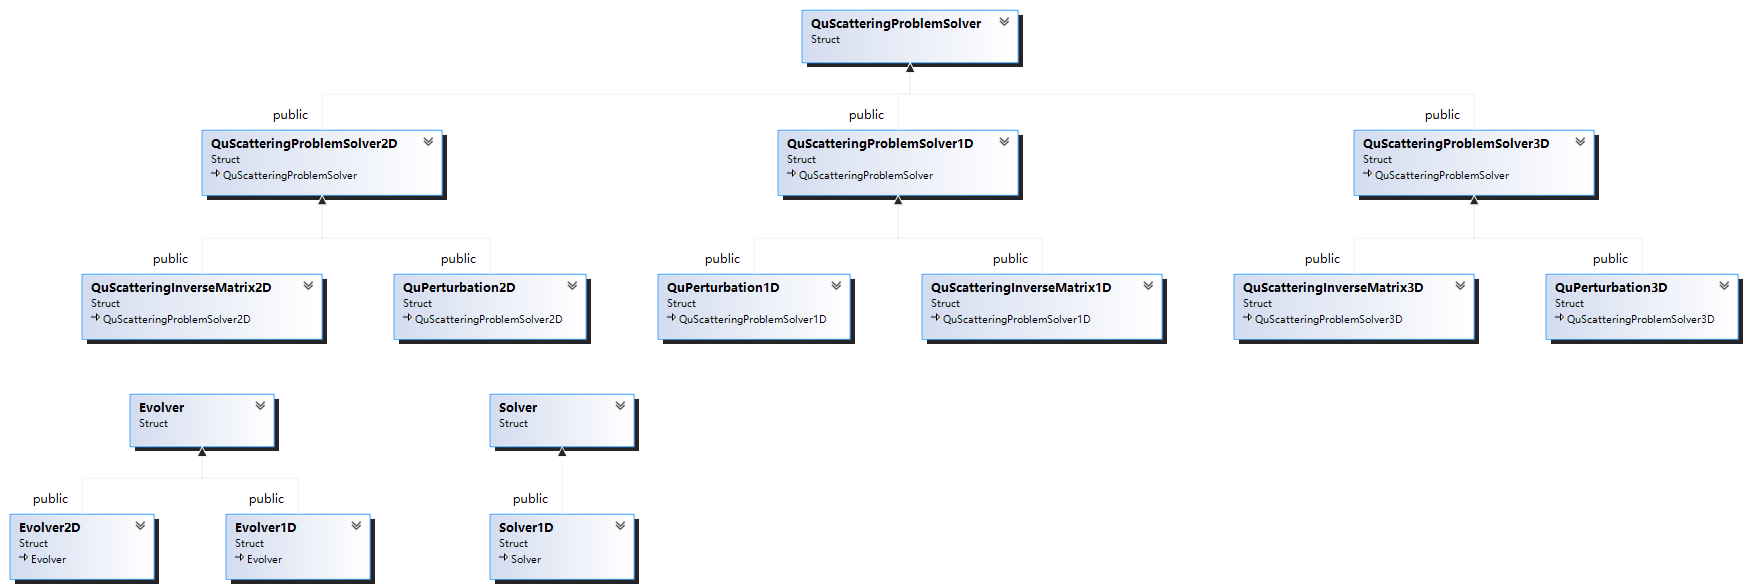 QuScatteringProblemSolver
Struct
public
public
public
QuScatteringProblemSolver2D
Struct
QuScatteringProblemSolver
QuScatteringProblemSolver1D
Struct
QuScatteringProblemSolver
QuScatteringProblemSolver3D
Struct
QuScatteringProblemSolver
public
public
public
public
public
public
QuScatteringInverseMatrix2D
Struct
QuScatteringProblemSolver2D
QuPerturbation2D
Struct
QuScatteringProblemSolver2D
QuPerturbation1D
Struct
QuScatteringProblemSolver1D
QuScatteringInverseMatrix1D
Struct
QuScatteringProblemSolver1D
QuScatteringInverseMatrix3D
Struct
QuScatteringProblemSolver3D
QuPerturbation3D
Struct
QuScatteringProblemSolver3D
Evolver
Struct
Solver
Struct
public
public
public
Evolver2D
Struct
Evolver
Evolver1D
Struct
Evolver
Solver1D
Struct
Solver